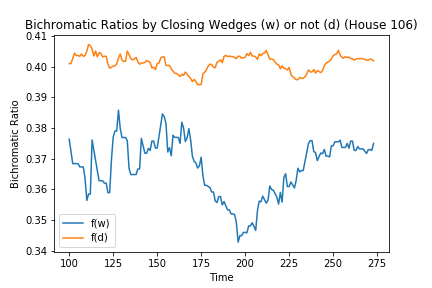 Bichromatic Ratios by Closing Wedges (w) or not (d) (House 106)
0.41
0.40
0.39
0.38
0.37
0.36
0.35
0.34
Bichromatic Ratio
f(w)
f(d)
100 125 150 175 200 225 250 275
Time